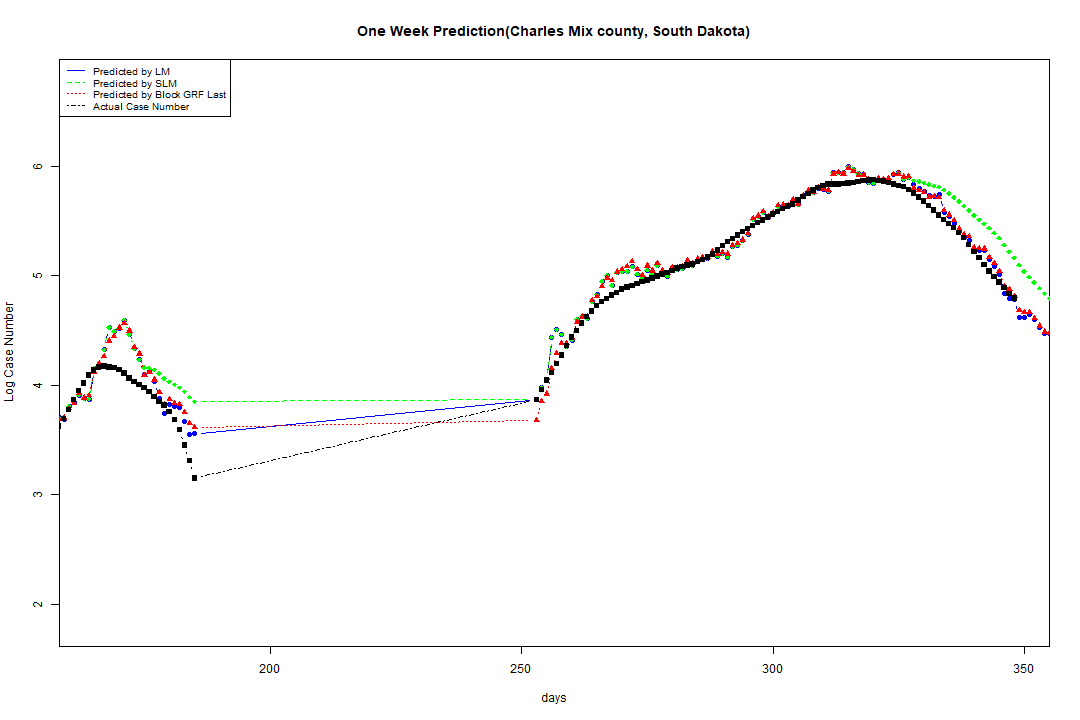 One Week Prediction(Charles Mix county, South Dakota)
Predicted by LM
Predicted by SLM
Predicted by Block GRF Last
Actual Case Number
6
5
4
3
2
Log Case Number
200 250 300 350
days